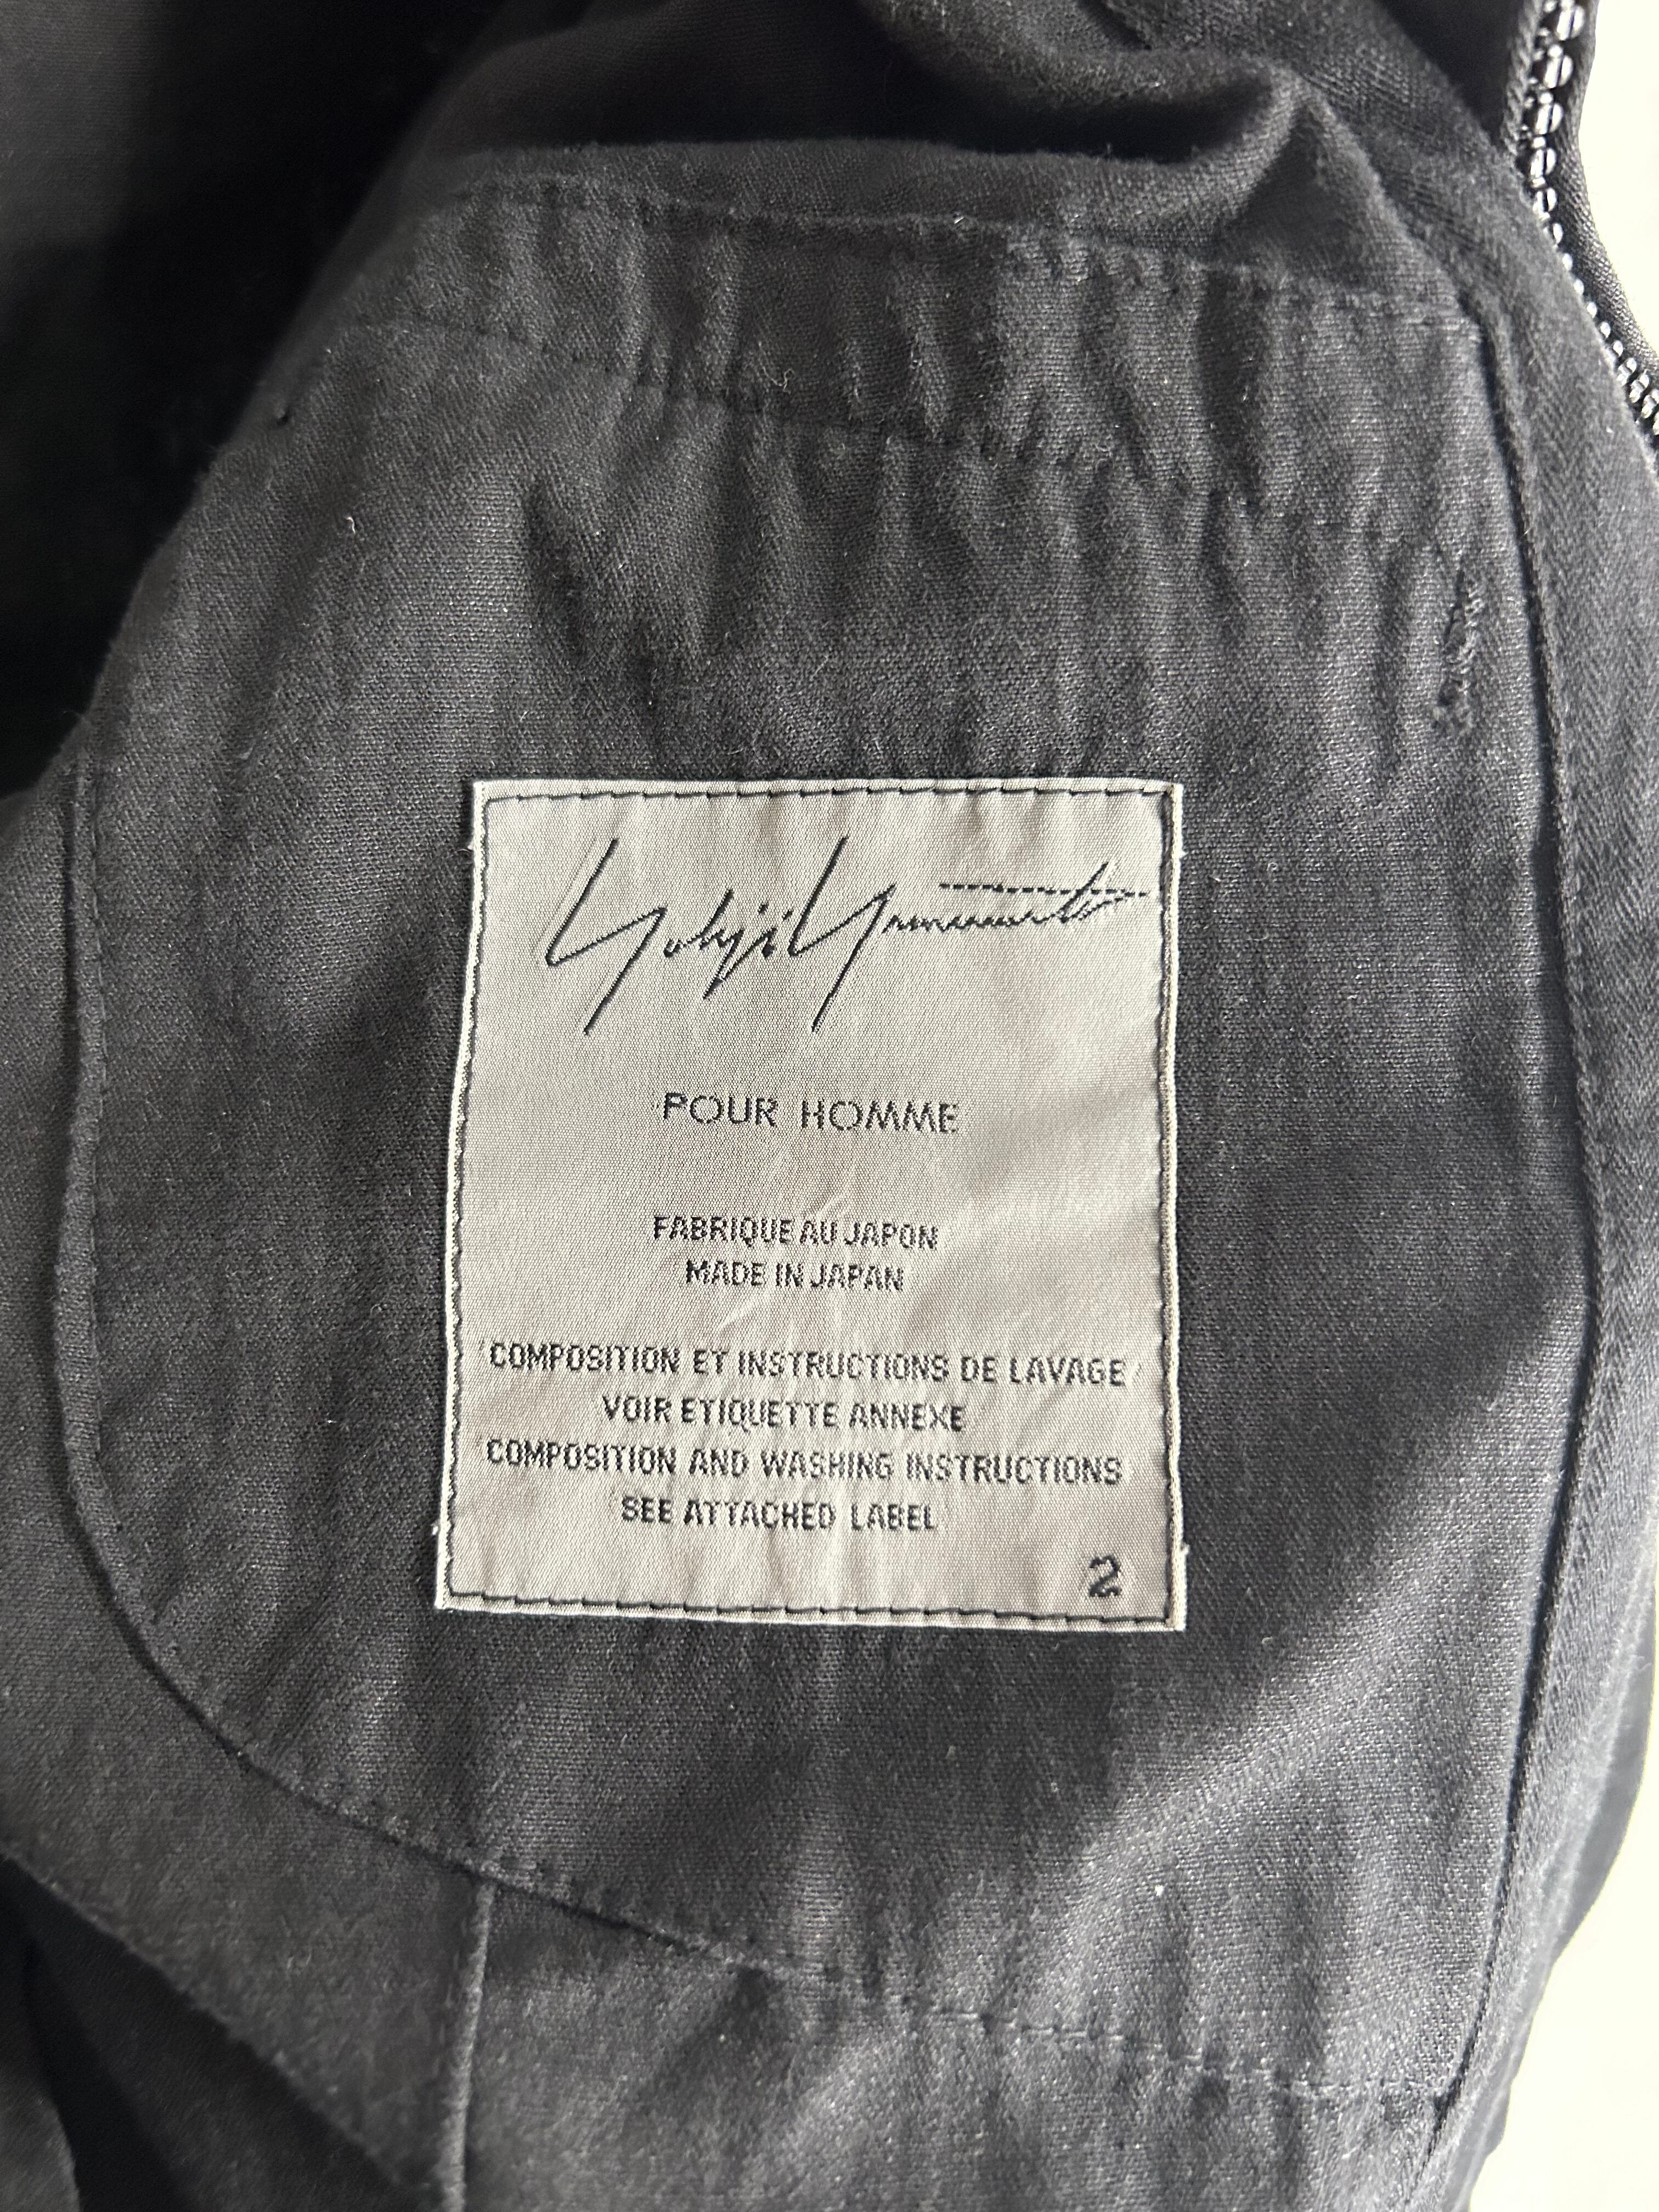 Yohji Yamamoto
POUR HOMME
FABRIQUE AU JAPON
MADE IN JAPAN
COMPOSITION ET INSTRUCTIONS DE LAVAGE
VOIR ETIQUETTE ANNEXE
COMPOSITION AND WASHING INSTRUCTIONS
SEE ATTACHED LABEL
2